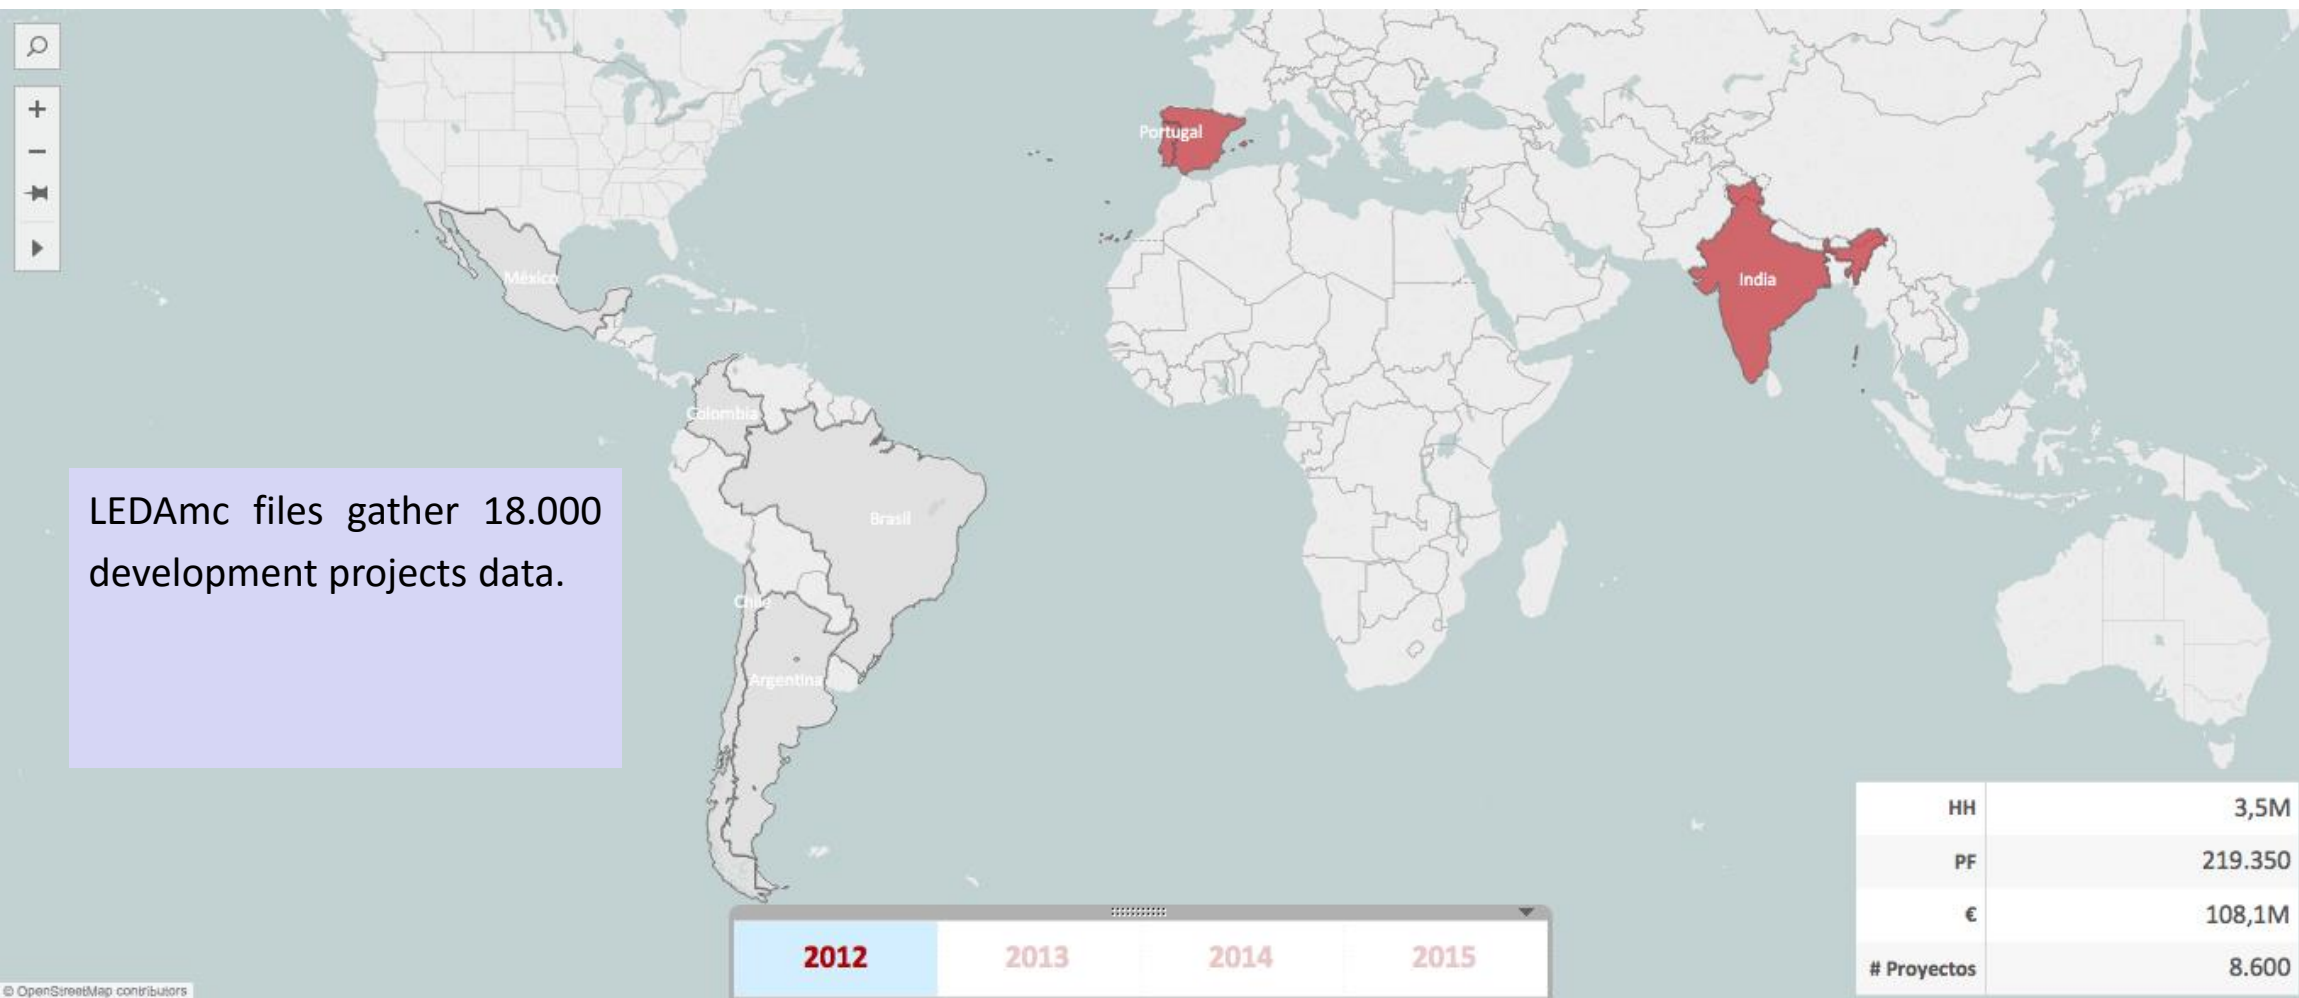 Portugal
India
México
Colombia
Brasil
Chile
Argentina
LEDAmc files gather 18.000
development projects data.
HH 3,5M
PF 219.350
€ 108,1M
# Proyectos 8.600
2012 2013 2014 2015
© OpenStreetMap contributors